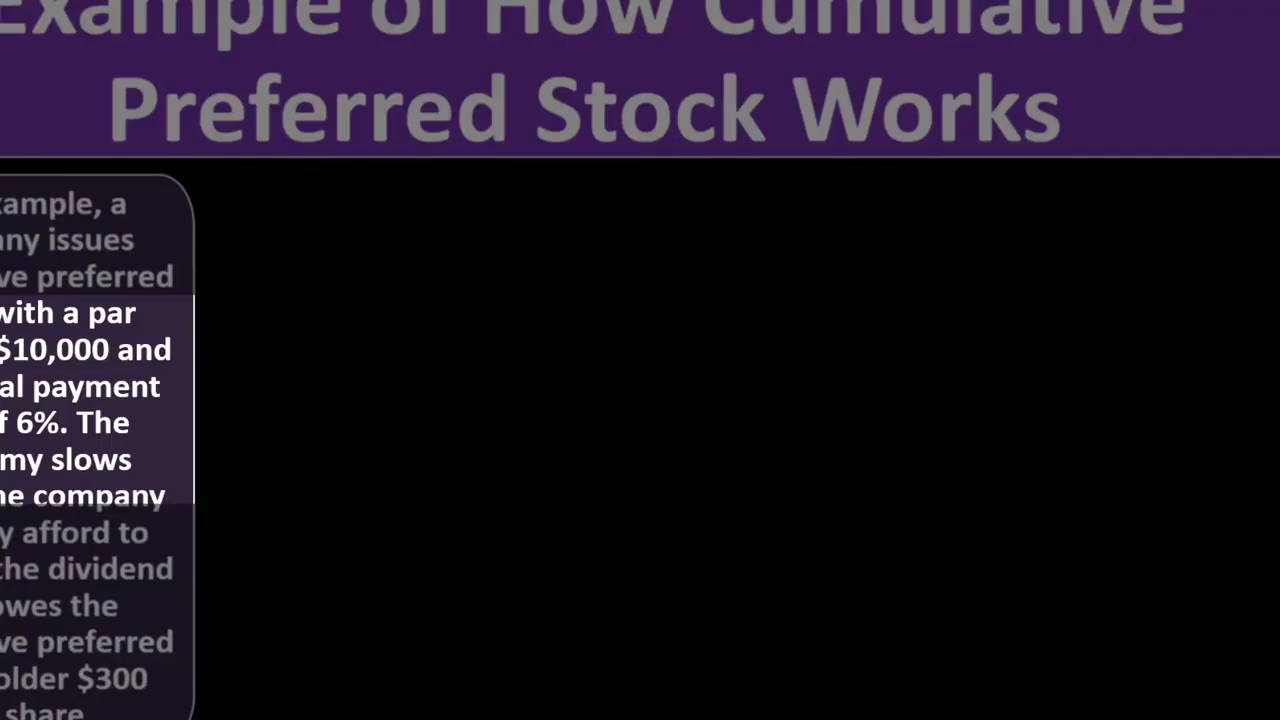 Example of How Cumulative
Preferred Stock Works
xample, a
any issues
ve preferred
with a par
$10,000 and
al payment
f 6%. The
my slows
he company
y afford to
the dividend
owes the
ve preferred
older $300
share